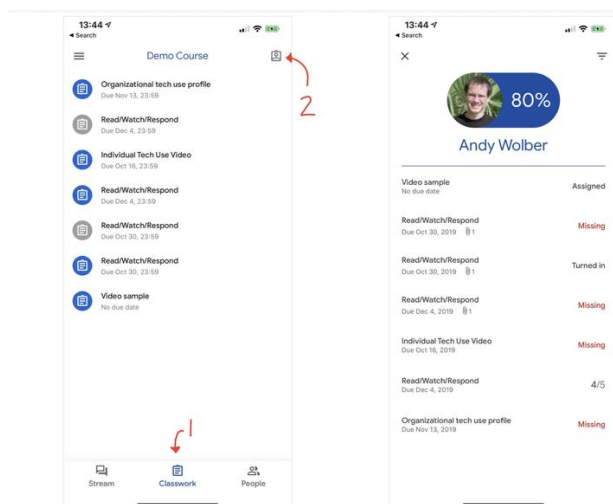 13:44
Search
Demo Course
2
Organizational tech use profile
Due Nov 13, 23:59
Read/Watch/Respond
Due Dec 4, 23:59
Individual Tech Use Video
Due Oct 16, 23:59
Read/Watch/Respond
Due Dec 4, 23:59
Read/Watch/Respond
Due Oct 30, 23:59
Read/Watch/Respond
Due Oct 30, 23:59
Video sample
No due date
1
Stream
Classwork
People
13:44
Search
80%
Andy Wolber
Video sample
No due date
Assigned
Read/Watch/Respond
Due Oct 30, 2019 1
Missing
Read/Watch/Respond
Due Oct 30, 2019 1
Turned in
Read/Watch/Respond
Due Dec 4, 2019 1
Missing
Individual Tech Use Video
Due Oct 16, 2019
Missing
Read/Watch/Respond
Due Dec 4, 2019
4/5
Organizational tech use profile
Due Nov 13, 2019
Missing